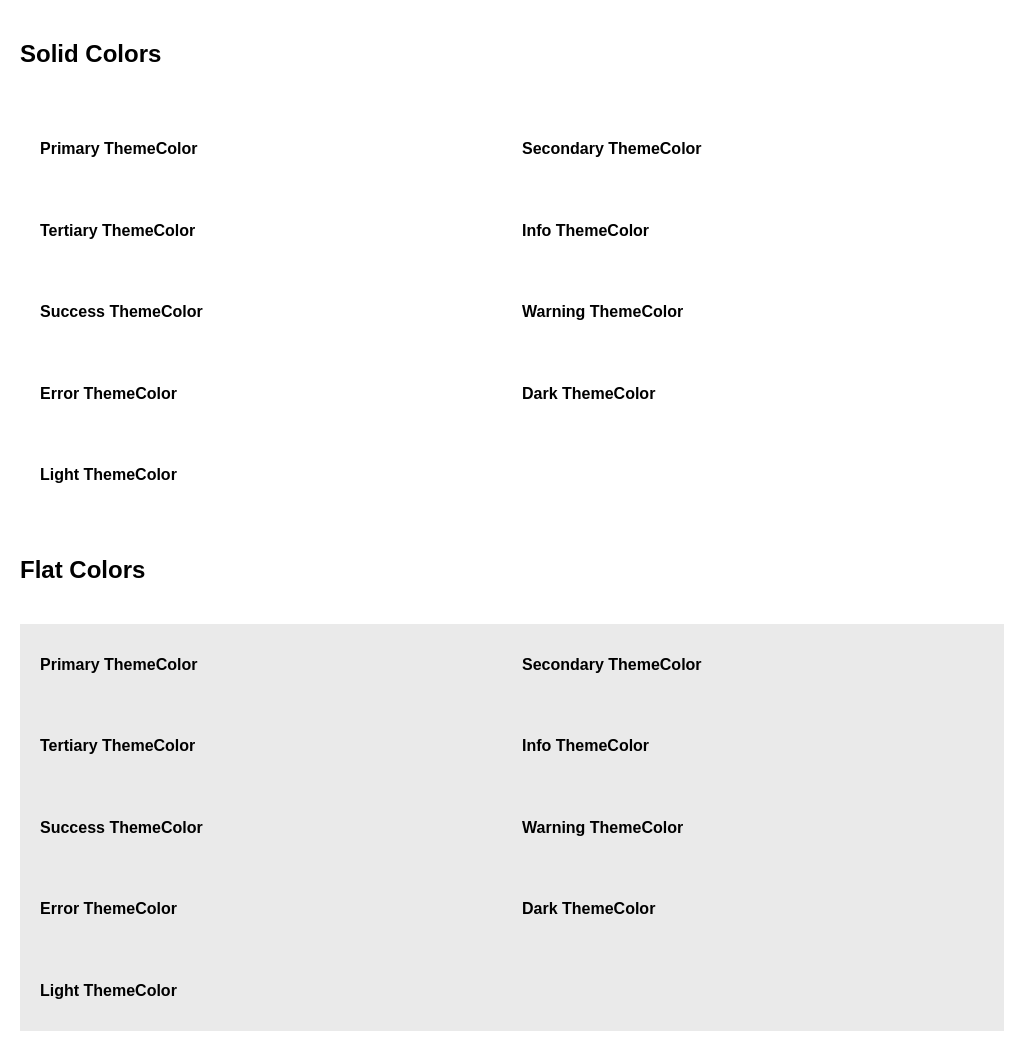 Solid Colors
Primary ThemeColor
Secondary ThemeColor
Tertiary ThemeColor
Info ThemeColor
Success ThemeColor
Warning ThemeColor
Error ThemeColor
Dark ThemeColor
Light ThemeColor
Flat Colors
Primary ThemeColor
Secondary ThemeColor
Tertiary ThemeColor
Info ThemeColor
Success ThemeColor
Warning ThemeColor
Error ThemeColor
Dark ThemeColor
Light ThemeColor